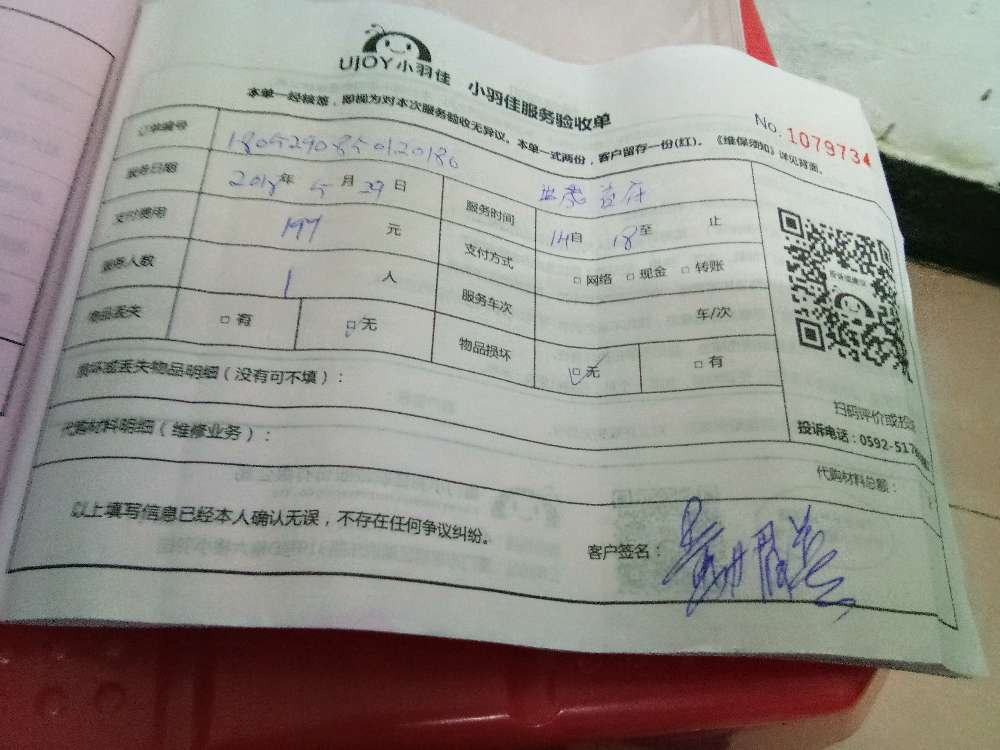 UJOY小羽佳 小羽佳服务验收单
No. 1079734
本单一经核签，即视为对本次服务验收无异议。本单一式两份，客户留存一份(红)。《维保须知》详见背面。
订单编号 1805290850120186
服务日期 2018年 5月 29日 服务时间 14自 18至 止
支付费用 197 元 支付方式 □网络 □现金 □转账
服务人数 1 人 服务车次 车/次
物品丢失 □有 □无 物品损坏 □无 □有
损坏或丢失物品明细（没有可不填）：
扫码评价或投
投诉电话：0592-517
代购材料明细（维修业务）：
代购材料总额：
以上填写信息已经本人确认无误，不存在任何争议纠纷。
客户签名：